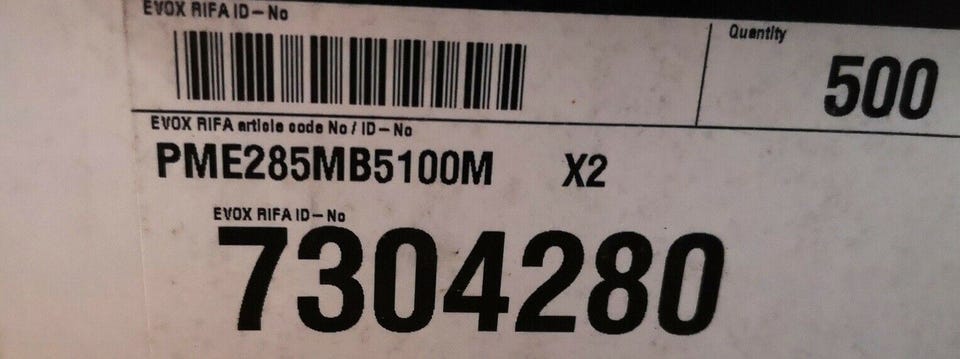 EVOX RIFA ID-No
Quantity
500
EVOX RIFA article code No / ID-No
PME285MB5100M X2
EVOX RIFA ID-No
7304280